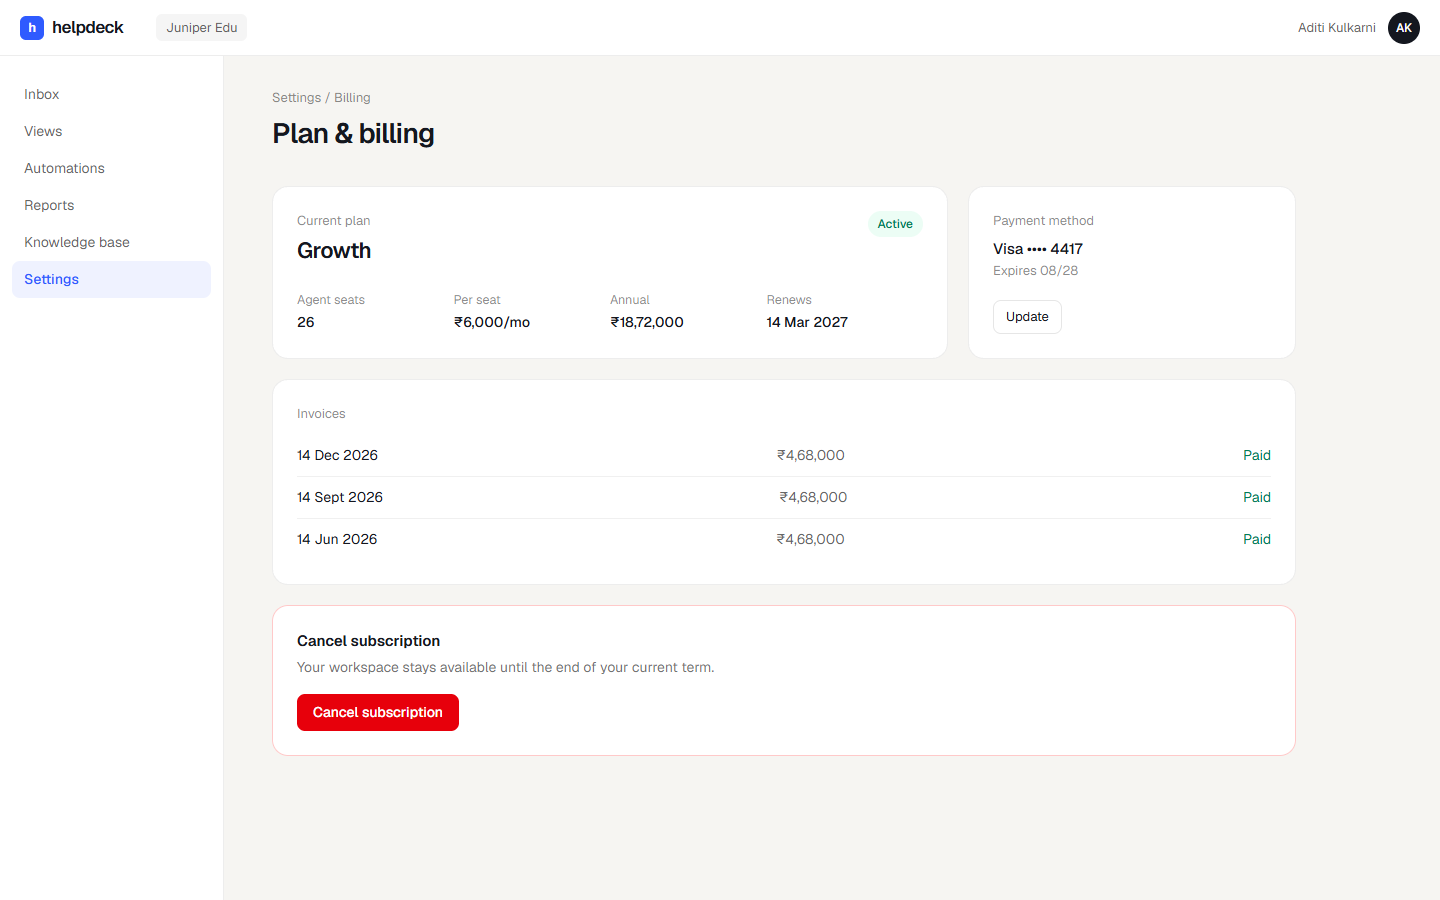 h helpdeck Juniper Edu Aditi Kulkarni AK
Inbox
Views
Automations
Reports
Knowledge base
Settings
Settings / Billing
Plan & billing
Current plan
Active
Growth
Agent seats Per seat Annual Renews
26 ₹6,000/mo ₹18,72,000 14 Mar 2027
Payment method
Visa •••• 4417
Expires 08/28
Update
Invoices
14 Dec 2026 ₹4,68,000 Paid
14 Sept 2026 ₹4,68,000 Paid
14 Jun 2026 ₹4,68,000 Paid
Cancel subscription
Your workspace stays available until the end of your current term.
Cancel subscription